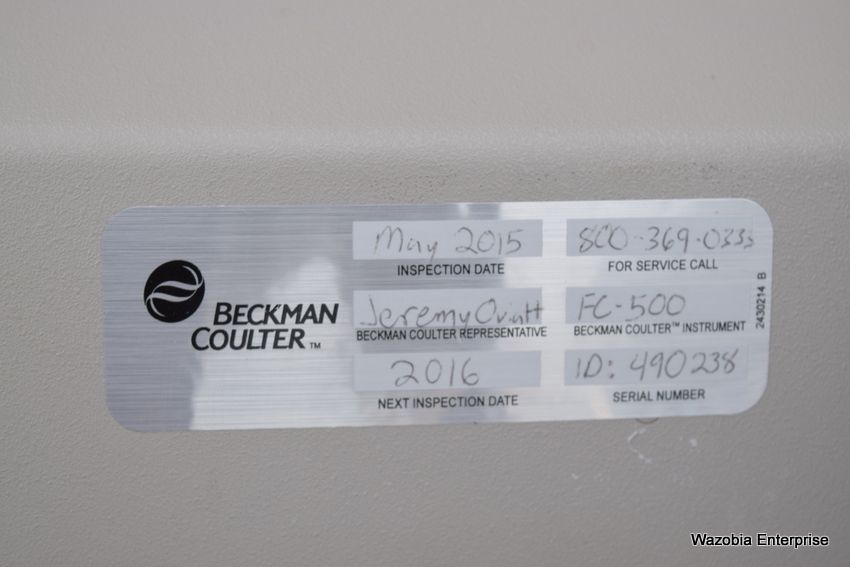 May 2015
INSPECTION DATE
800-369-0333
FOR SERVICE CALL
BECKMAN
COULTER™
Jeremy
BECKMAN COULTER REPRESENTATIVE
FC-500
BECKMAN COULTER™ INSTRUMENT
2016
NEXT INSPECTION DATE
ID: 490238
SERIAL NUMBER
2430214 B
Wazobia Enterprise